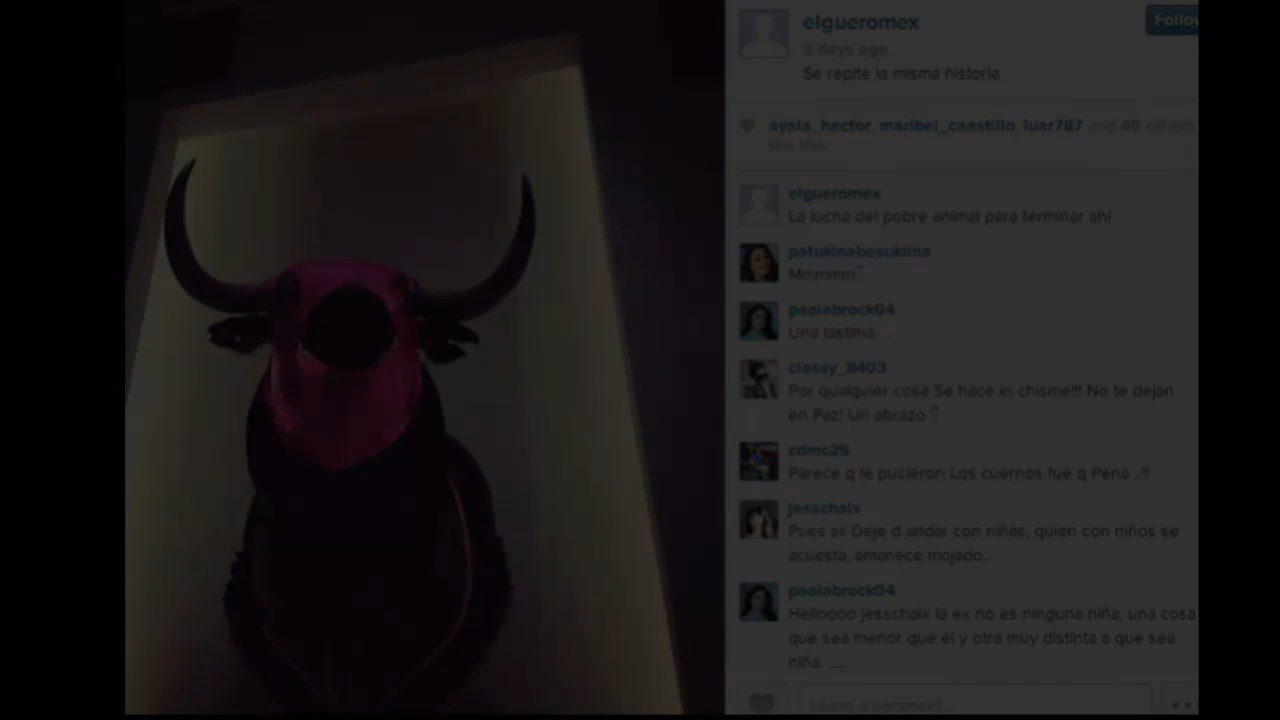 elgueromex
Follow
3 days ago
Se repite la misma historia
ayala_hector, maribel_caastillo, luar787 and 46 others
like this.
elgueromex
La lucha del pobre animal para terminar ahi
patukinabesukiina
Mmmmm
paolabrock04
Una lástima. ..
classy_8403
Por qualquier cosa Se hace in chisme!!! No te dejan
en Paz! Un abrazo
cdmc26
Parece q le pucieron Los cuernos fue q Pena ..!!
jesschaix
Pues si! Deje d andar con niñas, quien con niños se
acuesta, amanece mojado...
paolabrock04
Helloooo jesschaix la ex no es ninguna niña, una cosa
que sea menor que él y otra muy distinta a que sea
niña. ....
Leave a comment...